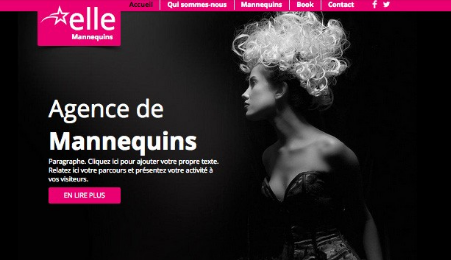 Accueil
Qui sommes-nous
Mannequins
Book
Contact
elle
Mannequins
Agence de
Mannequins
Paragraphe. Cliquez ici pour ajouter votre propre texte.
Relatez ici votre parcours et présentez votre activité à
vos visiteurs.
EN LIRE PLUS